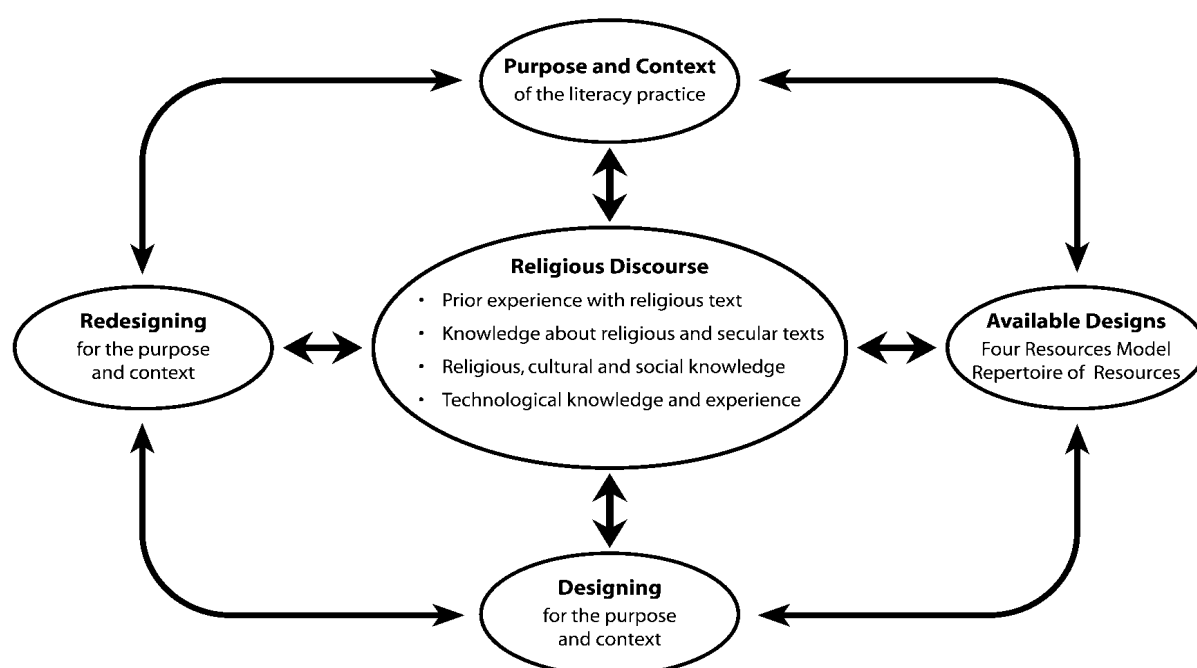 Purpose and Context
of the literacy practice
Religious Discourse
• Prior experience with religious text
• Knowledge about religious and secular texts
• Religious, cultural and social knowledge
• Technological knowledge and experience
Redesigning
for the purpose
and context
Available Designs
Four Resources Model
Repertoire of Resources
Designing
for the purpose
and context